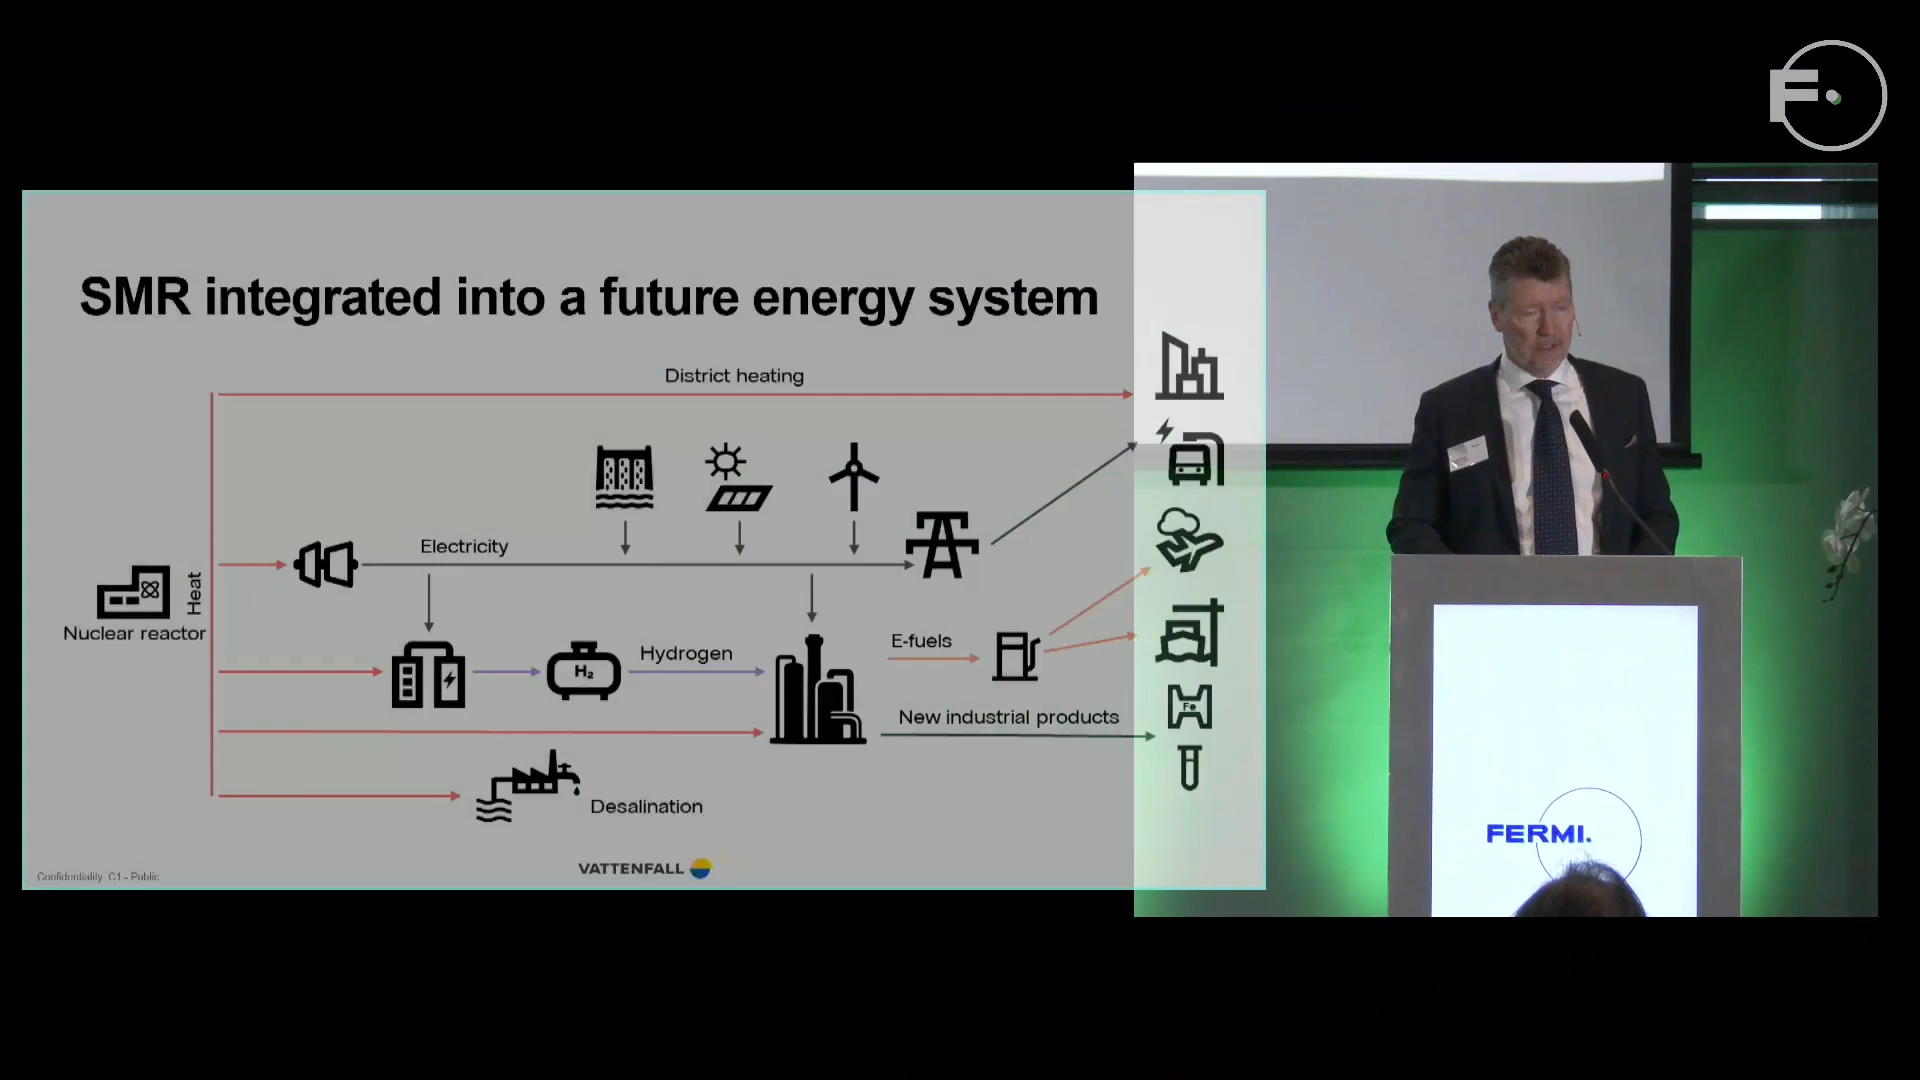 SMR integrated into a future energy system
District heating
Electricity
Heat
Nuclear reactor
H₂
Hydrogen
E-fuels
Fe
New industrial products
Desalination
VATTENFALL
Confidentiality C1 - Public
F.
FERMI.